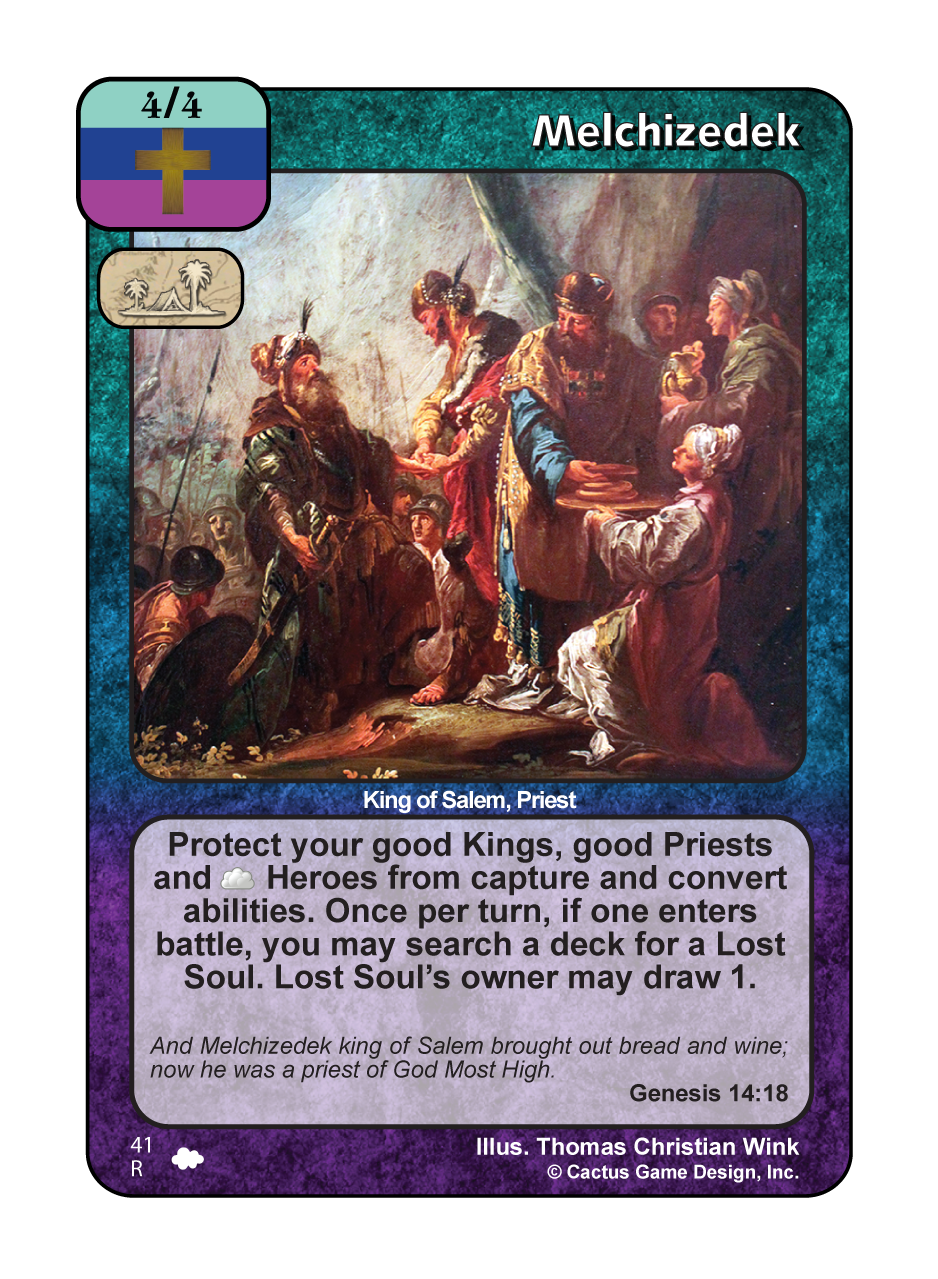 4/4
Melchizedek
King of Salem, Priest
Protect your good Kings, good Priests
and Heroes from capture and convert
abilities. Once per turn, if one enters
battle, you may search a deck for a Lost
Soul. Lost Soul's owner may draw 1.
And Melchizedek king of Salem brought out bread and wine;
now he was a priest of God Most High.
Genesis 14:18
41
R
Illus. Thomas Christian Wink
© Cactus Game Design, Inc.